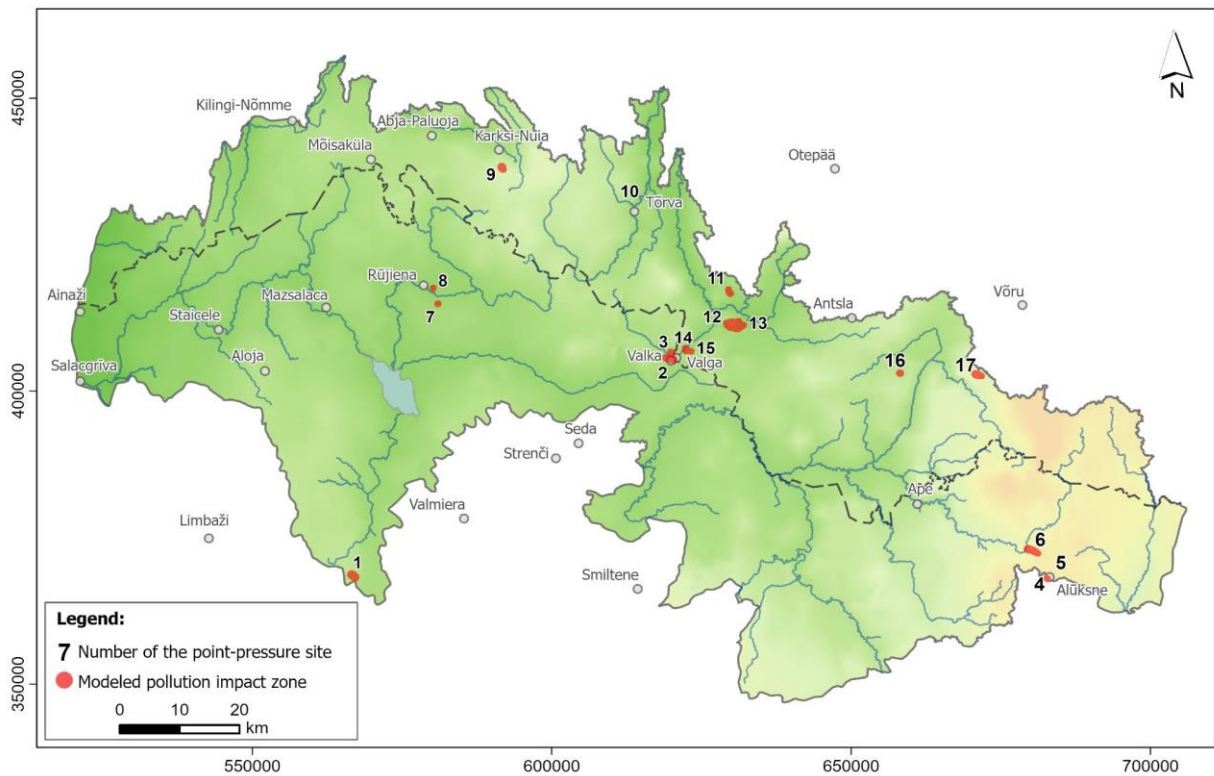 N
450000
400000
350000
Kilingi-Nõmme
Abja-Paluoja
Karksi-Nuia
Mõisaküla
9
Otepää
10
Tõrva
Rūjiena
8
7
11
Ainaži
Mazsalaca
Staicele
12
13
Antsla
Võru
Aloja
3
14
15
Valka
Valga
2
16
17
Salacgrīva
Seda
Strenči
Valmiera
Ape
Limbaži
6
1
5
4
Alūksne
Smiltene
Legend:
7 Number of the point-pressure site
Modeled pollution impact zone
0 10 20
km
550000 600000 650000 700000